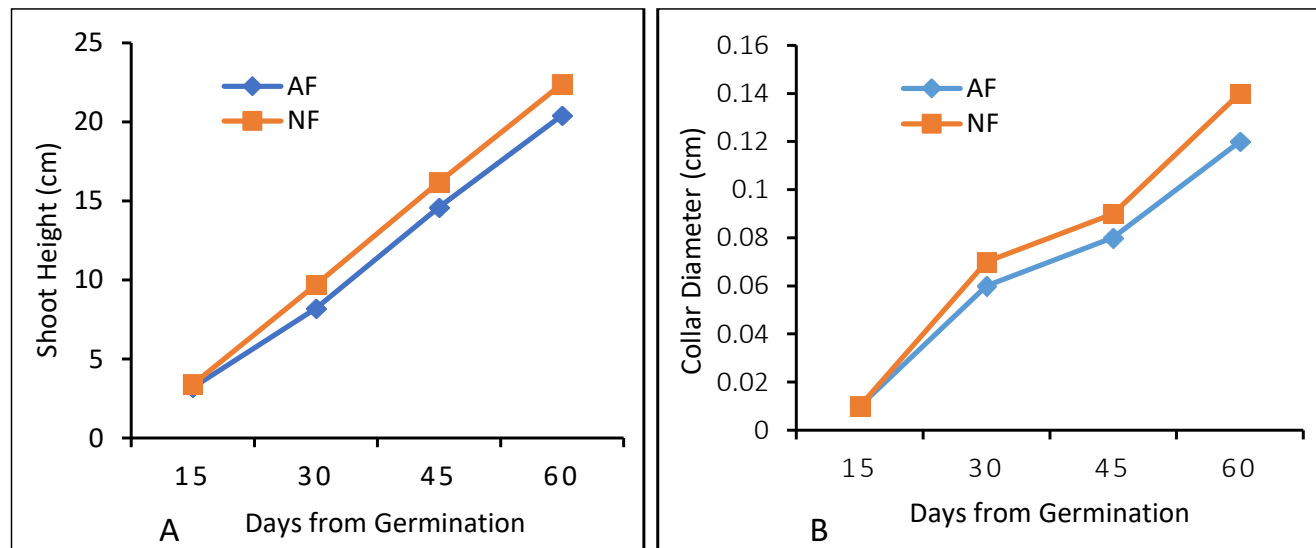 25
20
15
10
5
0
Shoot Height (cm)
AF
NF
15 30 45 60
Days from Germination
A
0.16
0.14
0.12
0.1
0.08
0.06
0.04
0.02
0
Collar Diameter (cm)
AF
NF
15 30 45 60
Days from Germination
B